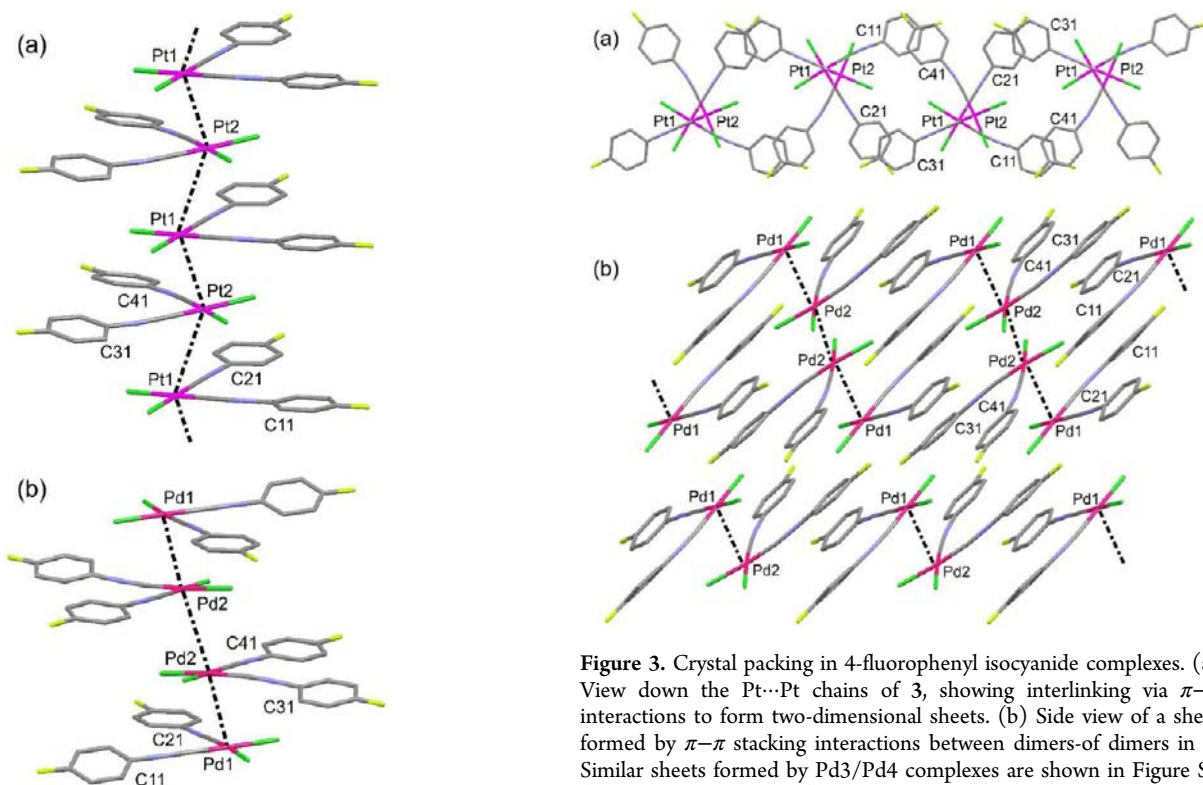 (a)
Pt1
Pt2
Pt1
C41 Pt2
C31
Pt1 C21
C11
(b)
Pd1
Pd2
Pd2 C41
C31
C21
C11 Pd1
(a)
C11 C31
Pt1 Pt2 C41 C21 Pt1 Pt2
Pt1 Pt2 C21 Pt1 Pt2 C41
C31 C11
(b)
Pd1 Pd1 C31 Pd1
C41 C21
Pd2 Pd2 C11
Pd2 Pd2 C11
C21
Pd1 Pd1 C31 C41 Pd1
Pd1 Pd1 Pd1
Pd2 Pd2
Figure 3. Crystal packing in 4-fluorophenyl isocyanide complexes. (a
View down the Pt···Pt chains of 3, showing interlinking via π−
interactions to form two-dimensional sheets. (b) Side view of a she
formed by π−π stacking interactions between dimers-of dimers in
Similar sheets formed by Pd3/Pd4 complexes are shown in Figure S